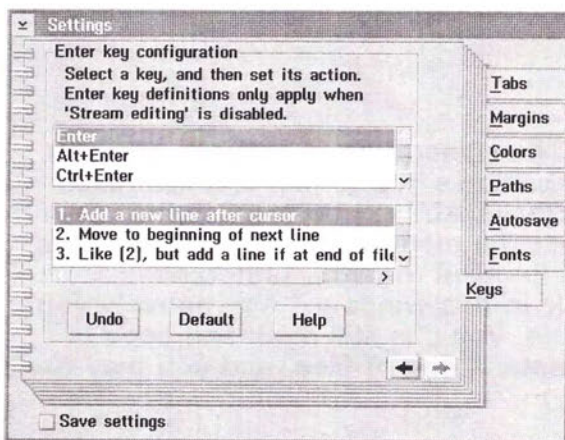 Settings
Enter key configuration
Select a key, and then set its action.
Enter key definitions only apply when
'Stream editing' is disabled.
Enter
Alt+Enter
Ctrl+Enter
1. Add a new line after cursor
2. Move to beginning of next line
3. Like (2), but add a line if at end of file
Undo Default Help
Tabs
Margins
Colors
Paths
Autosave
Fonts
Keys
Save settings